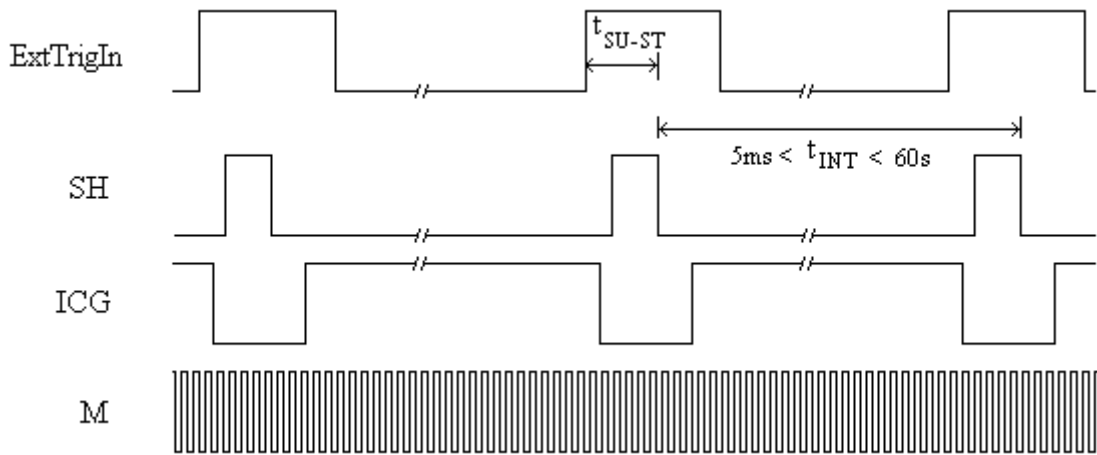 ExtTrigIn
tSU-ST
5ms < tINT < 60s
SH
ICG
M